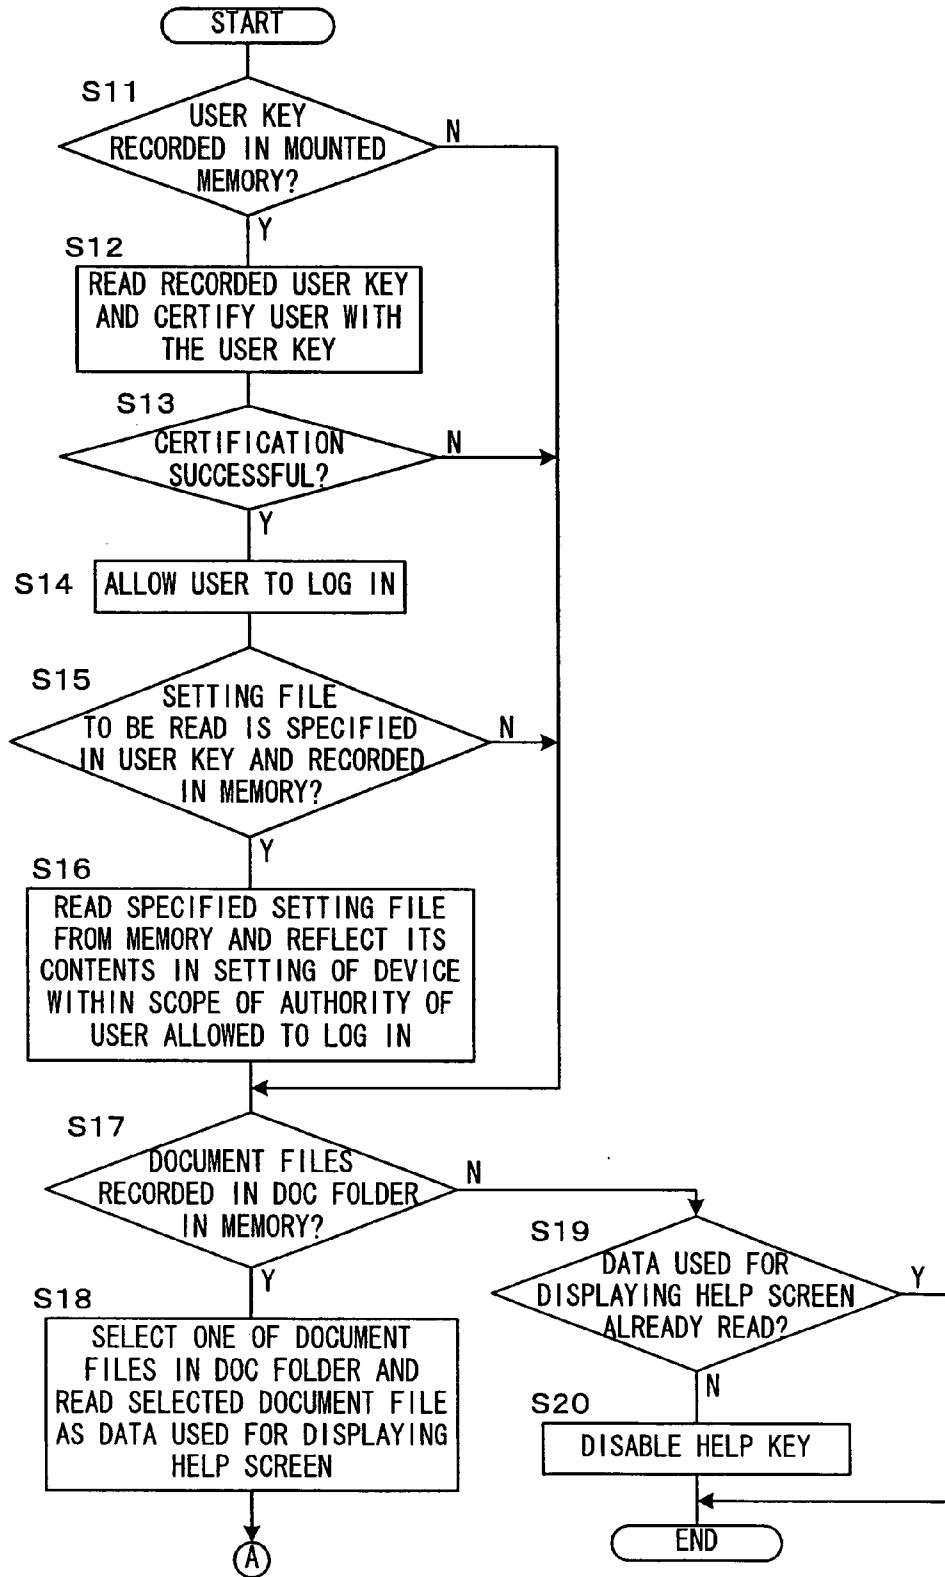 START
S11
USER KEY
RECORDED IN MOUNTED
MEMORY?
N
Y
S12
READ RECORDED USER KEY
AND CERTIFY USER WITH
THE USER KEY
S13
CERTIFICATION
SUCCESSFUL?
N
Y
S14
ALLOW USER TO LOG IN
S15
SETTING FILE
TO BE READ IS SPECIFIED
IN USER KEY AND RECORDED
IN MEMORY?
N
Y
S16
READ SPECIFIED SETTING FILE
FROM MEMORY AND REFLECT ITS
CONTENTS IN SETTING OF DEVICE
WITHIN SCOPE OF AUTHORITY OF
USER ALLOWED TO LOG IN
S17
DOCUMENT FILES
RECORDED IN DOC FOLDER
IN MEMORY?
N
Y
S18
SELECT ONE OF DOCUMENT
FILES IN DOC FOLDER AND
READ SELECTED DOCUMENT FILE
AS DATA USED FOR DISPLAYING
HELP SCREEN
A
S19
DATA USED FOR
DISPLAYING HELP SCREEN
ALREADY READ?
Y
N
S20
DISABLE HELP KEY
END